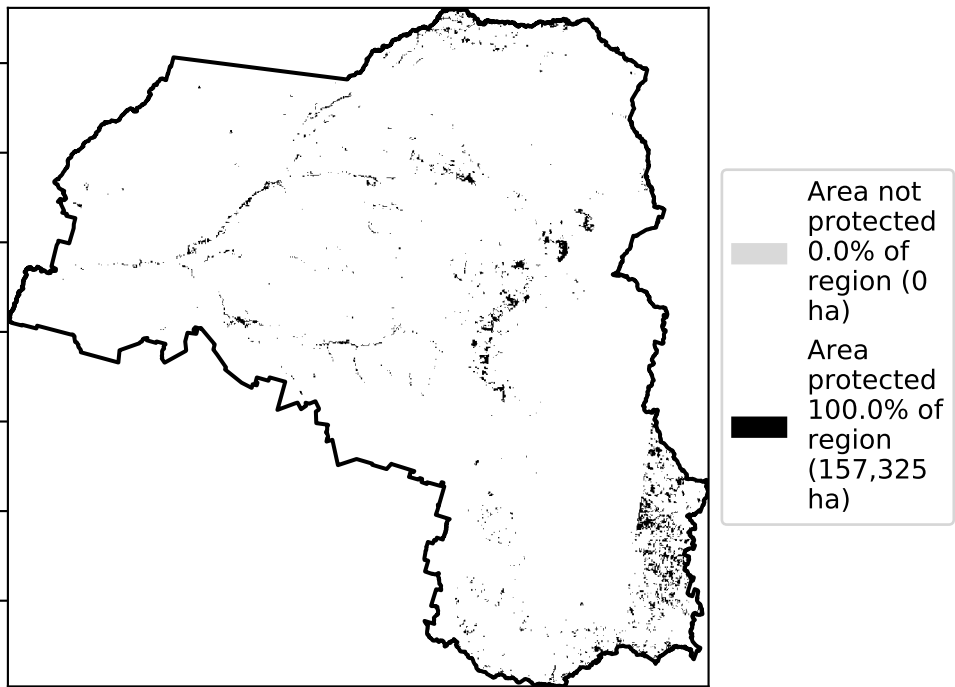 Area not
protected
0.0% of
region (0
ha)
Area
protected
100.0% of
region
(157,325
ha)